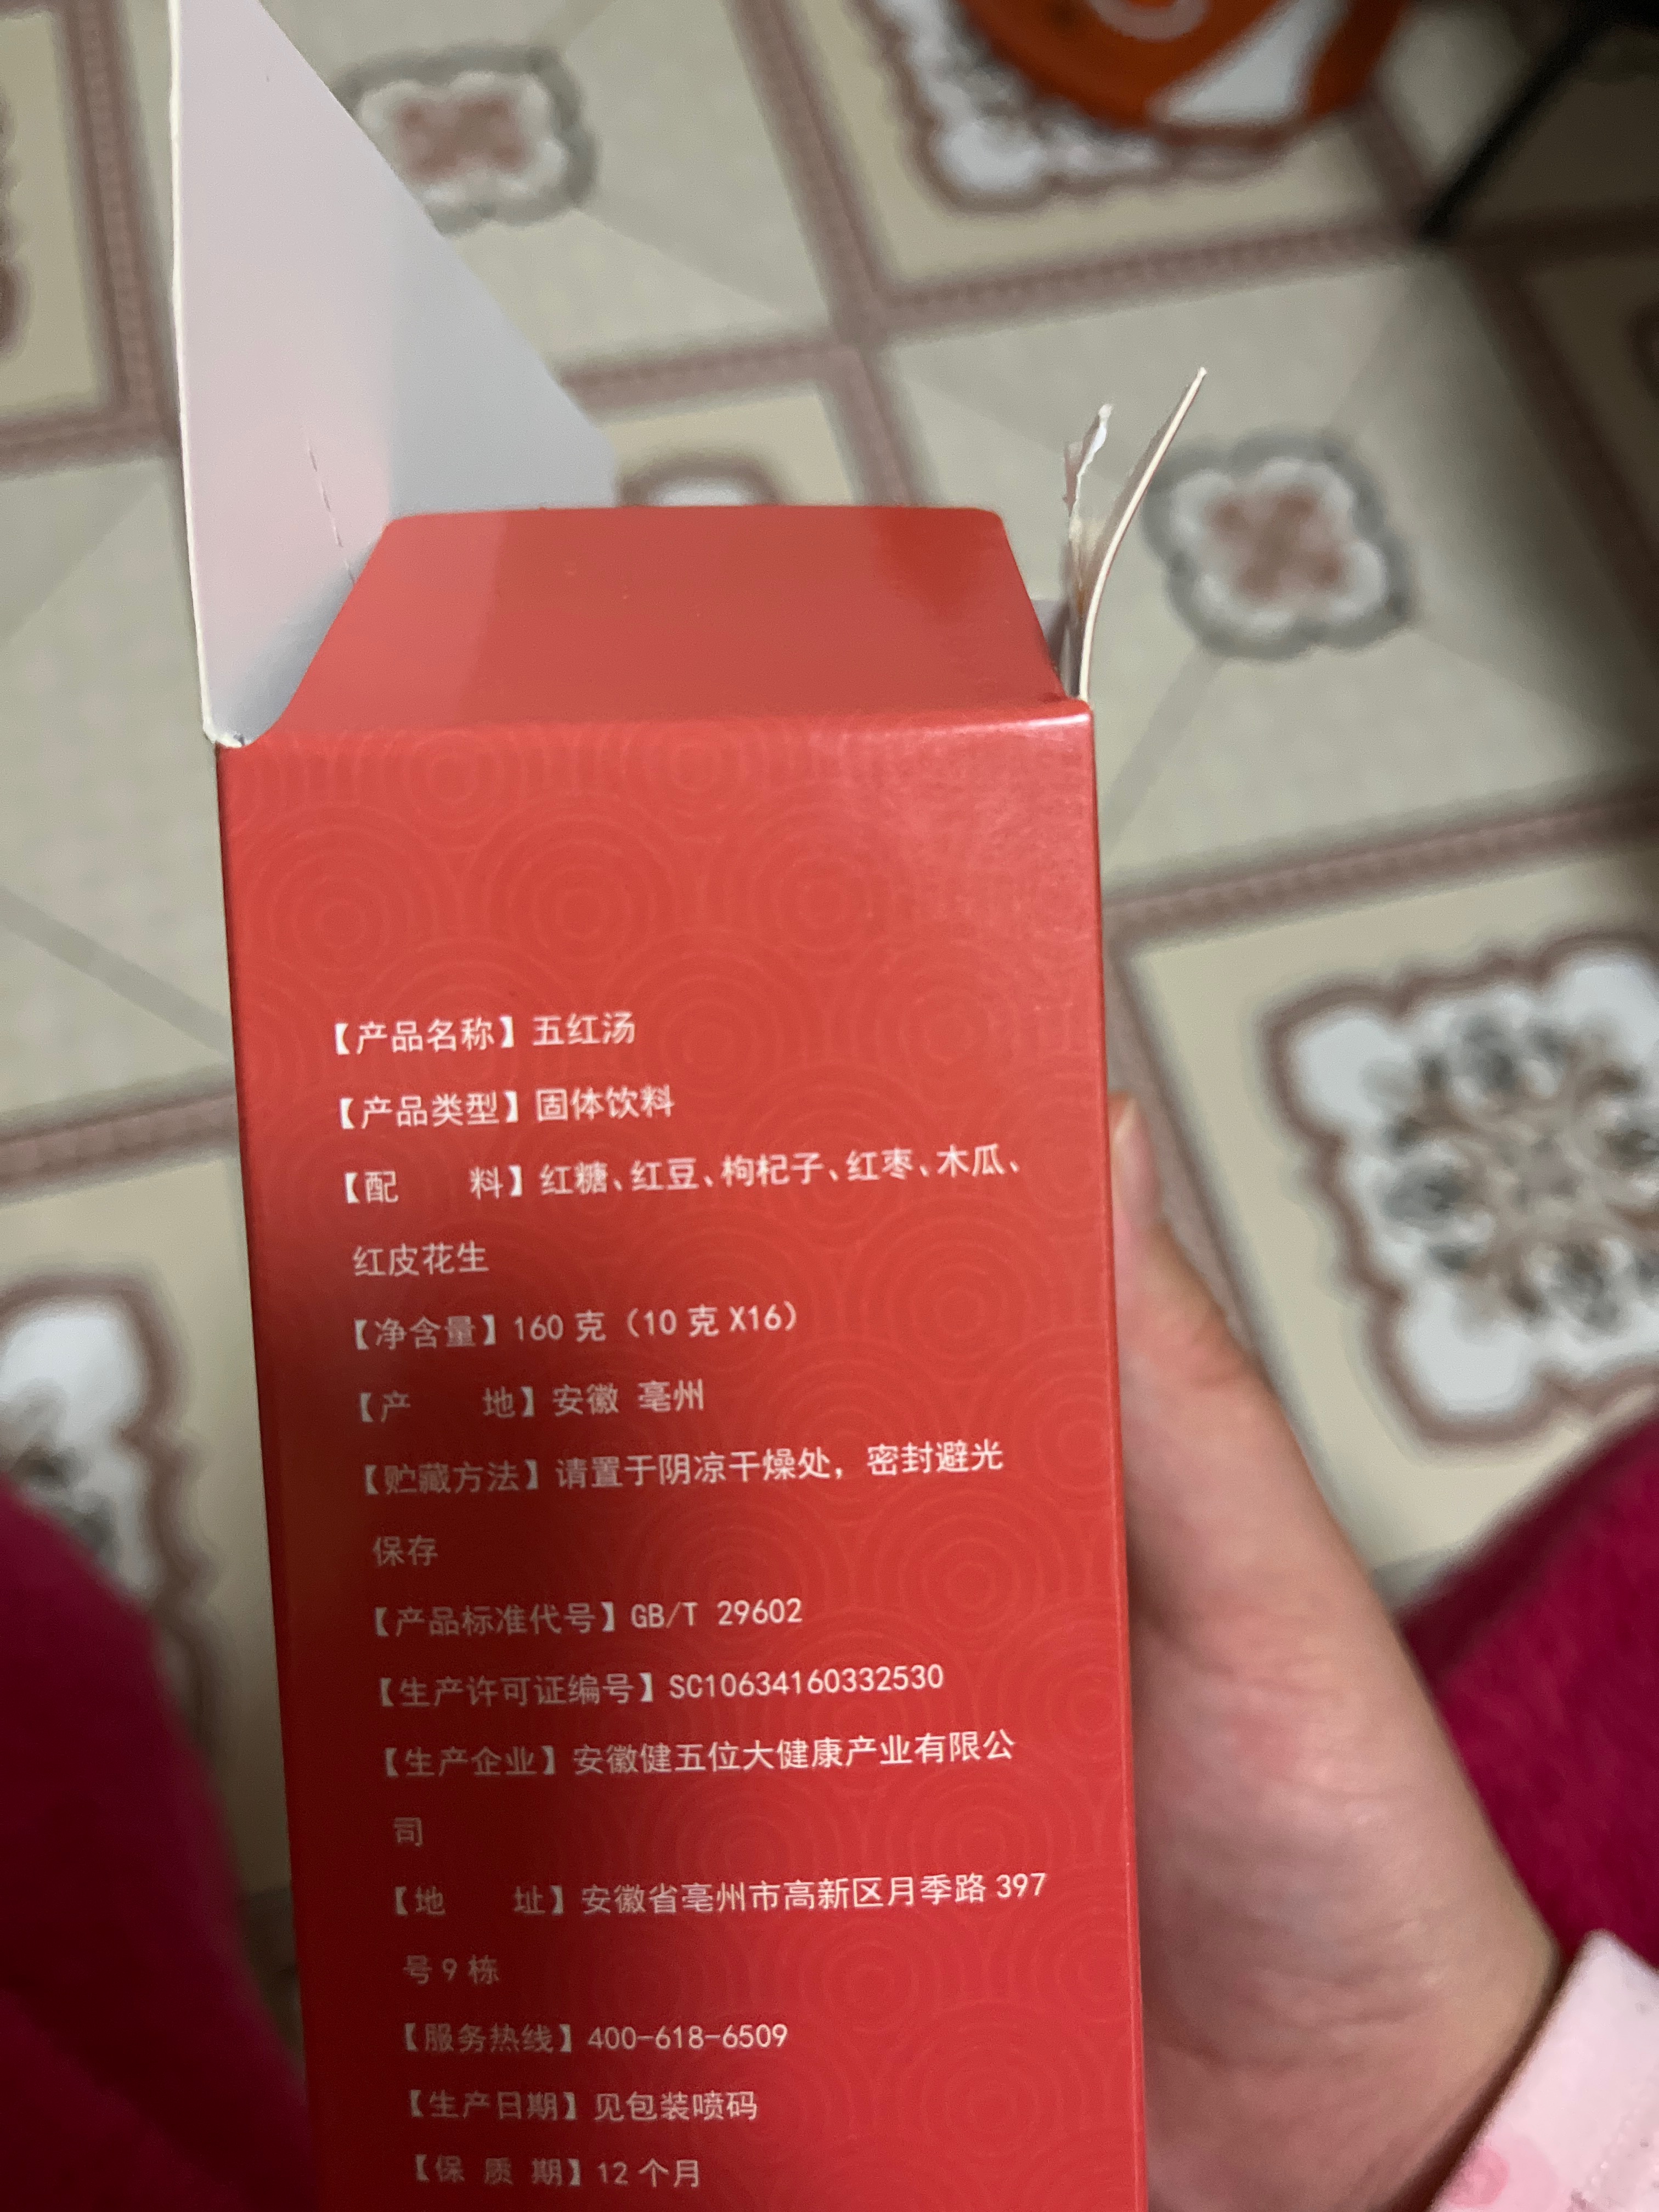 【产品名称】五红汤
【产品类型】固体饮料
【配 料】红糖、红豆、枸杞子、红枣、木瓜、
红皮花生
【净含量】160 克（10 克 X16）
【产 地】安徽 亳州
【贮藏方法】请置于阴凉干燥处，密封避光
保存
【产品标准代号】GB/T 29602
【生产许可证编号】SC10634160332530
【生产企业】安徽健五位大健康产业有限公
司
【地 址】安徽省亳州市高新区月季路 397
号 9 栋
【服务热线】400-618-6509
【生产日期】见包装喷码
【保 质 期】12 个月